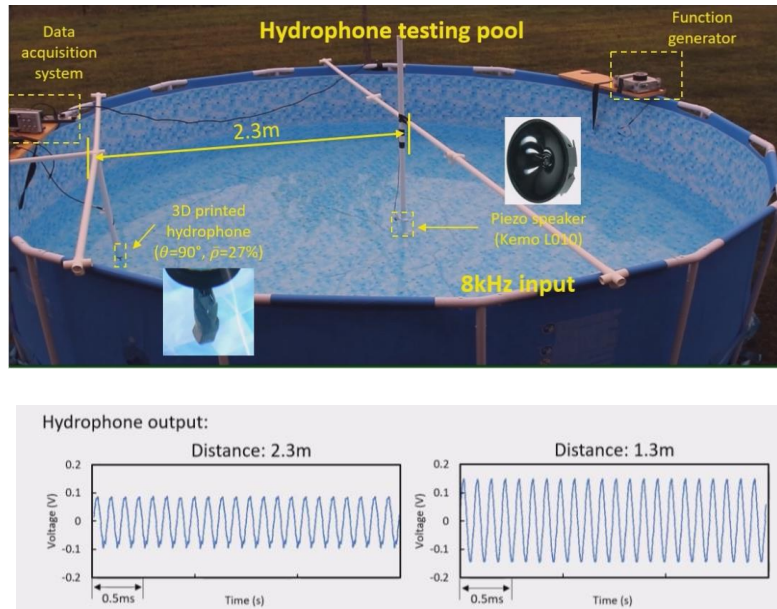 Hydrophone testing pool
Data
acquisition
system
Function
generator
2.3m
3D printed
hydrophone
(θ=90°, ρ̅=27%)
Piezo speaker
(Kemo L010)
8kHz input
Hydrophone output:
Distance: 2.3m
0.2
0.1
0
-0.1
-0.2
Voltage (V)
0.5ms
Time (s)
Distance: 1.3m
0.2
0.1
0
-0.1
-0.2
Voltage (V)
0.5ms
Time (s)